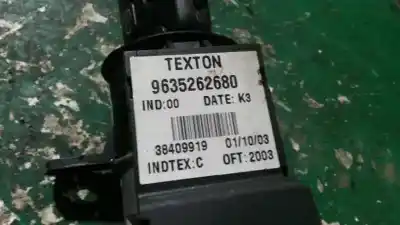 TEXTON
9635262680
IND:00 DATE: K3
38409919 01/10/03
INDTEX:C OFT:2003